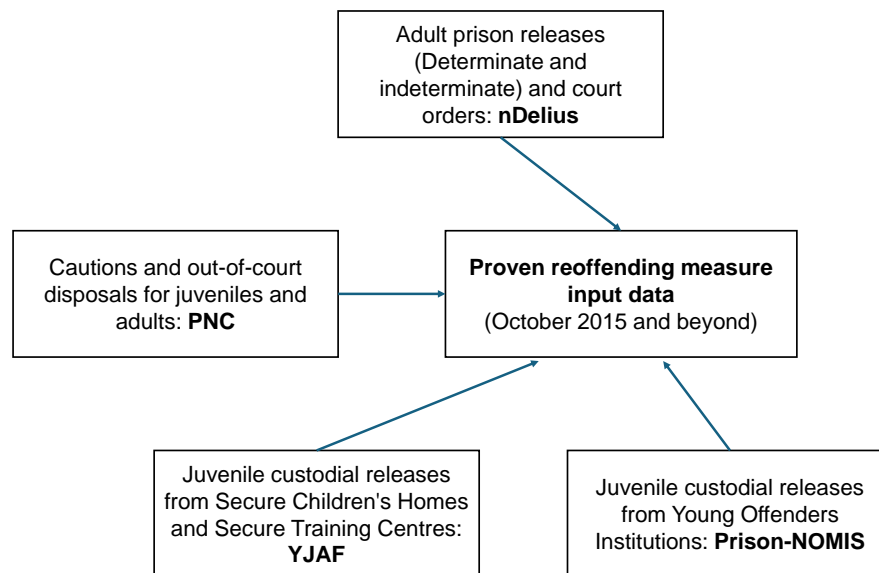 Adult prison releases
(Determinate and
indeterminate) and court
orders: nDelius
Cautions and out-of-court
disposals for juveniles and
adults: PNC
Proven reoffending measure
input data
(October 2015 and beyond)
Juvenile custodial releases
from Secure Children's Homes
and Secure Training Centres:
YJAF
Juvenile custodial releases
from Young Offenders
Institutions: Prison-NOMIS